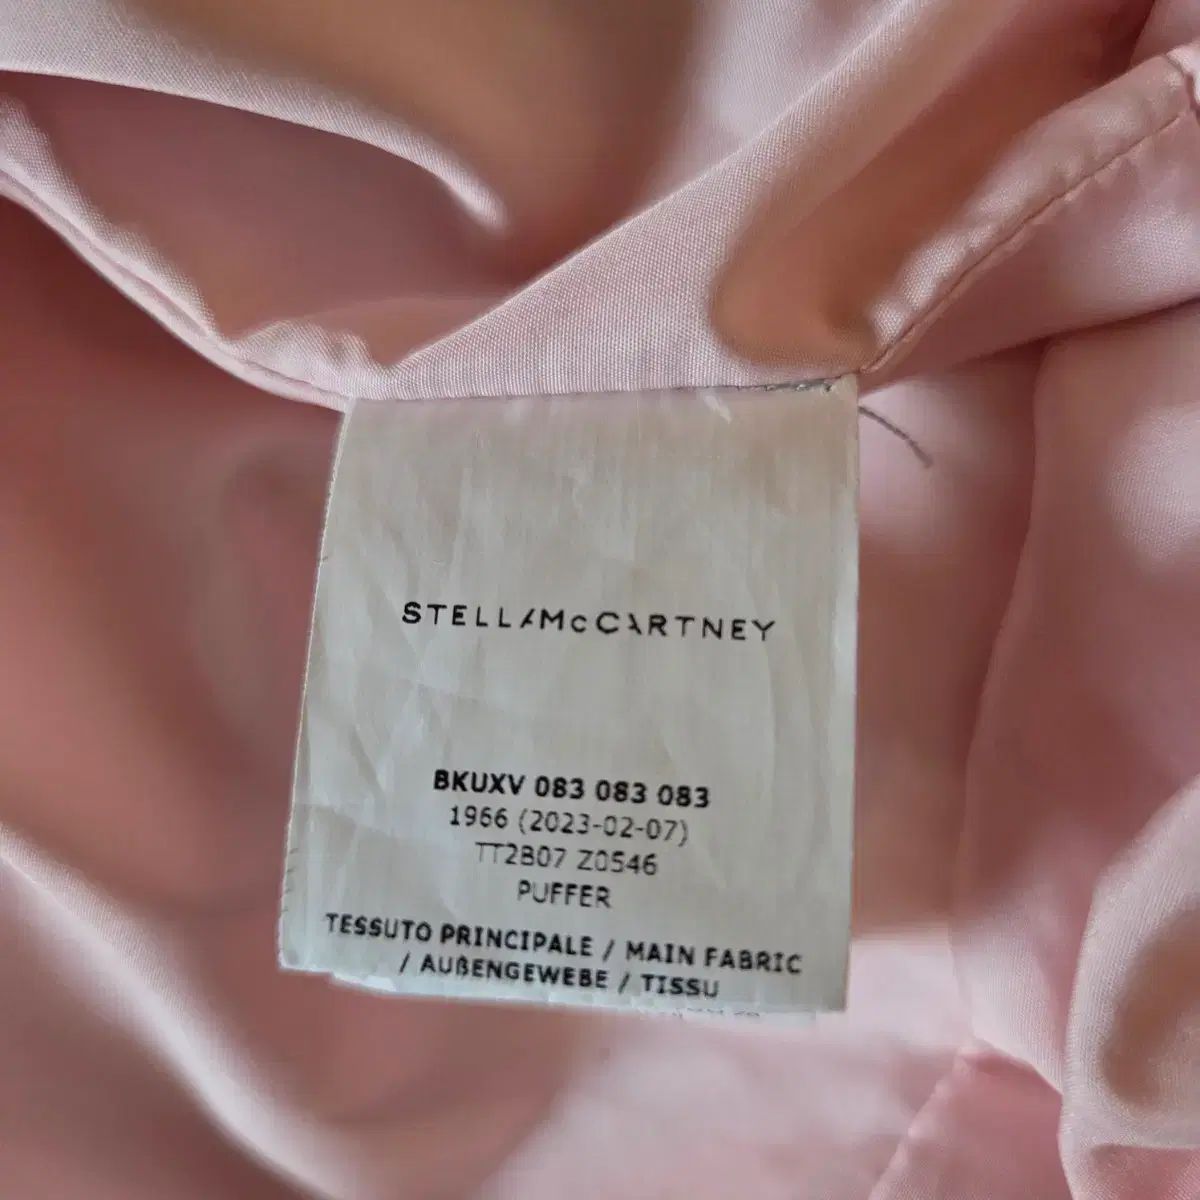 STELLAMcCARTNEY
BKUXV 083 083 083
1966 (2023-02-07)
TT2B07 Z0546
PUFFER
TESSUTO PRINCIPALE / MAIN FABRIC
/ AUßENGEWEBE / TISSU